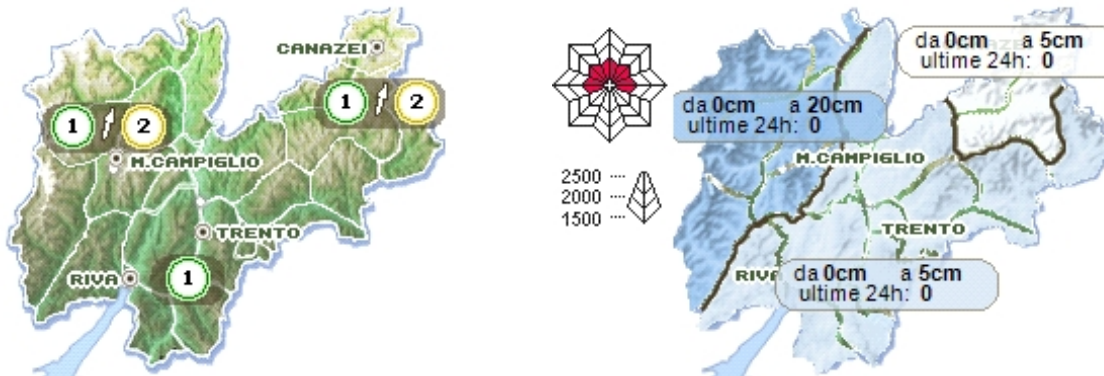 CANAZEI
1 2
1 2
M.CAMPIGLIO
TRENTO
RIVA
1
da 0cm a 5cm
ultime 24h: 0
da 0cm a 20cm
ultime 24h: 0
M.CAMPIGLIO
2500
2000
1500
TRENTO
RIVA
da 0cm a 5cm
ultime 24h: 0